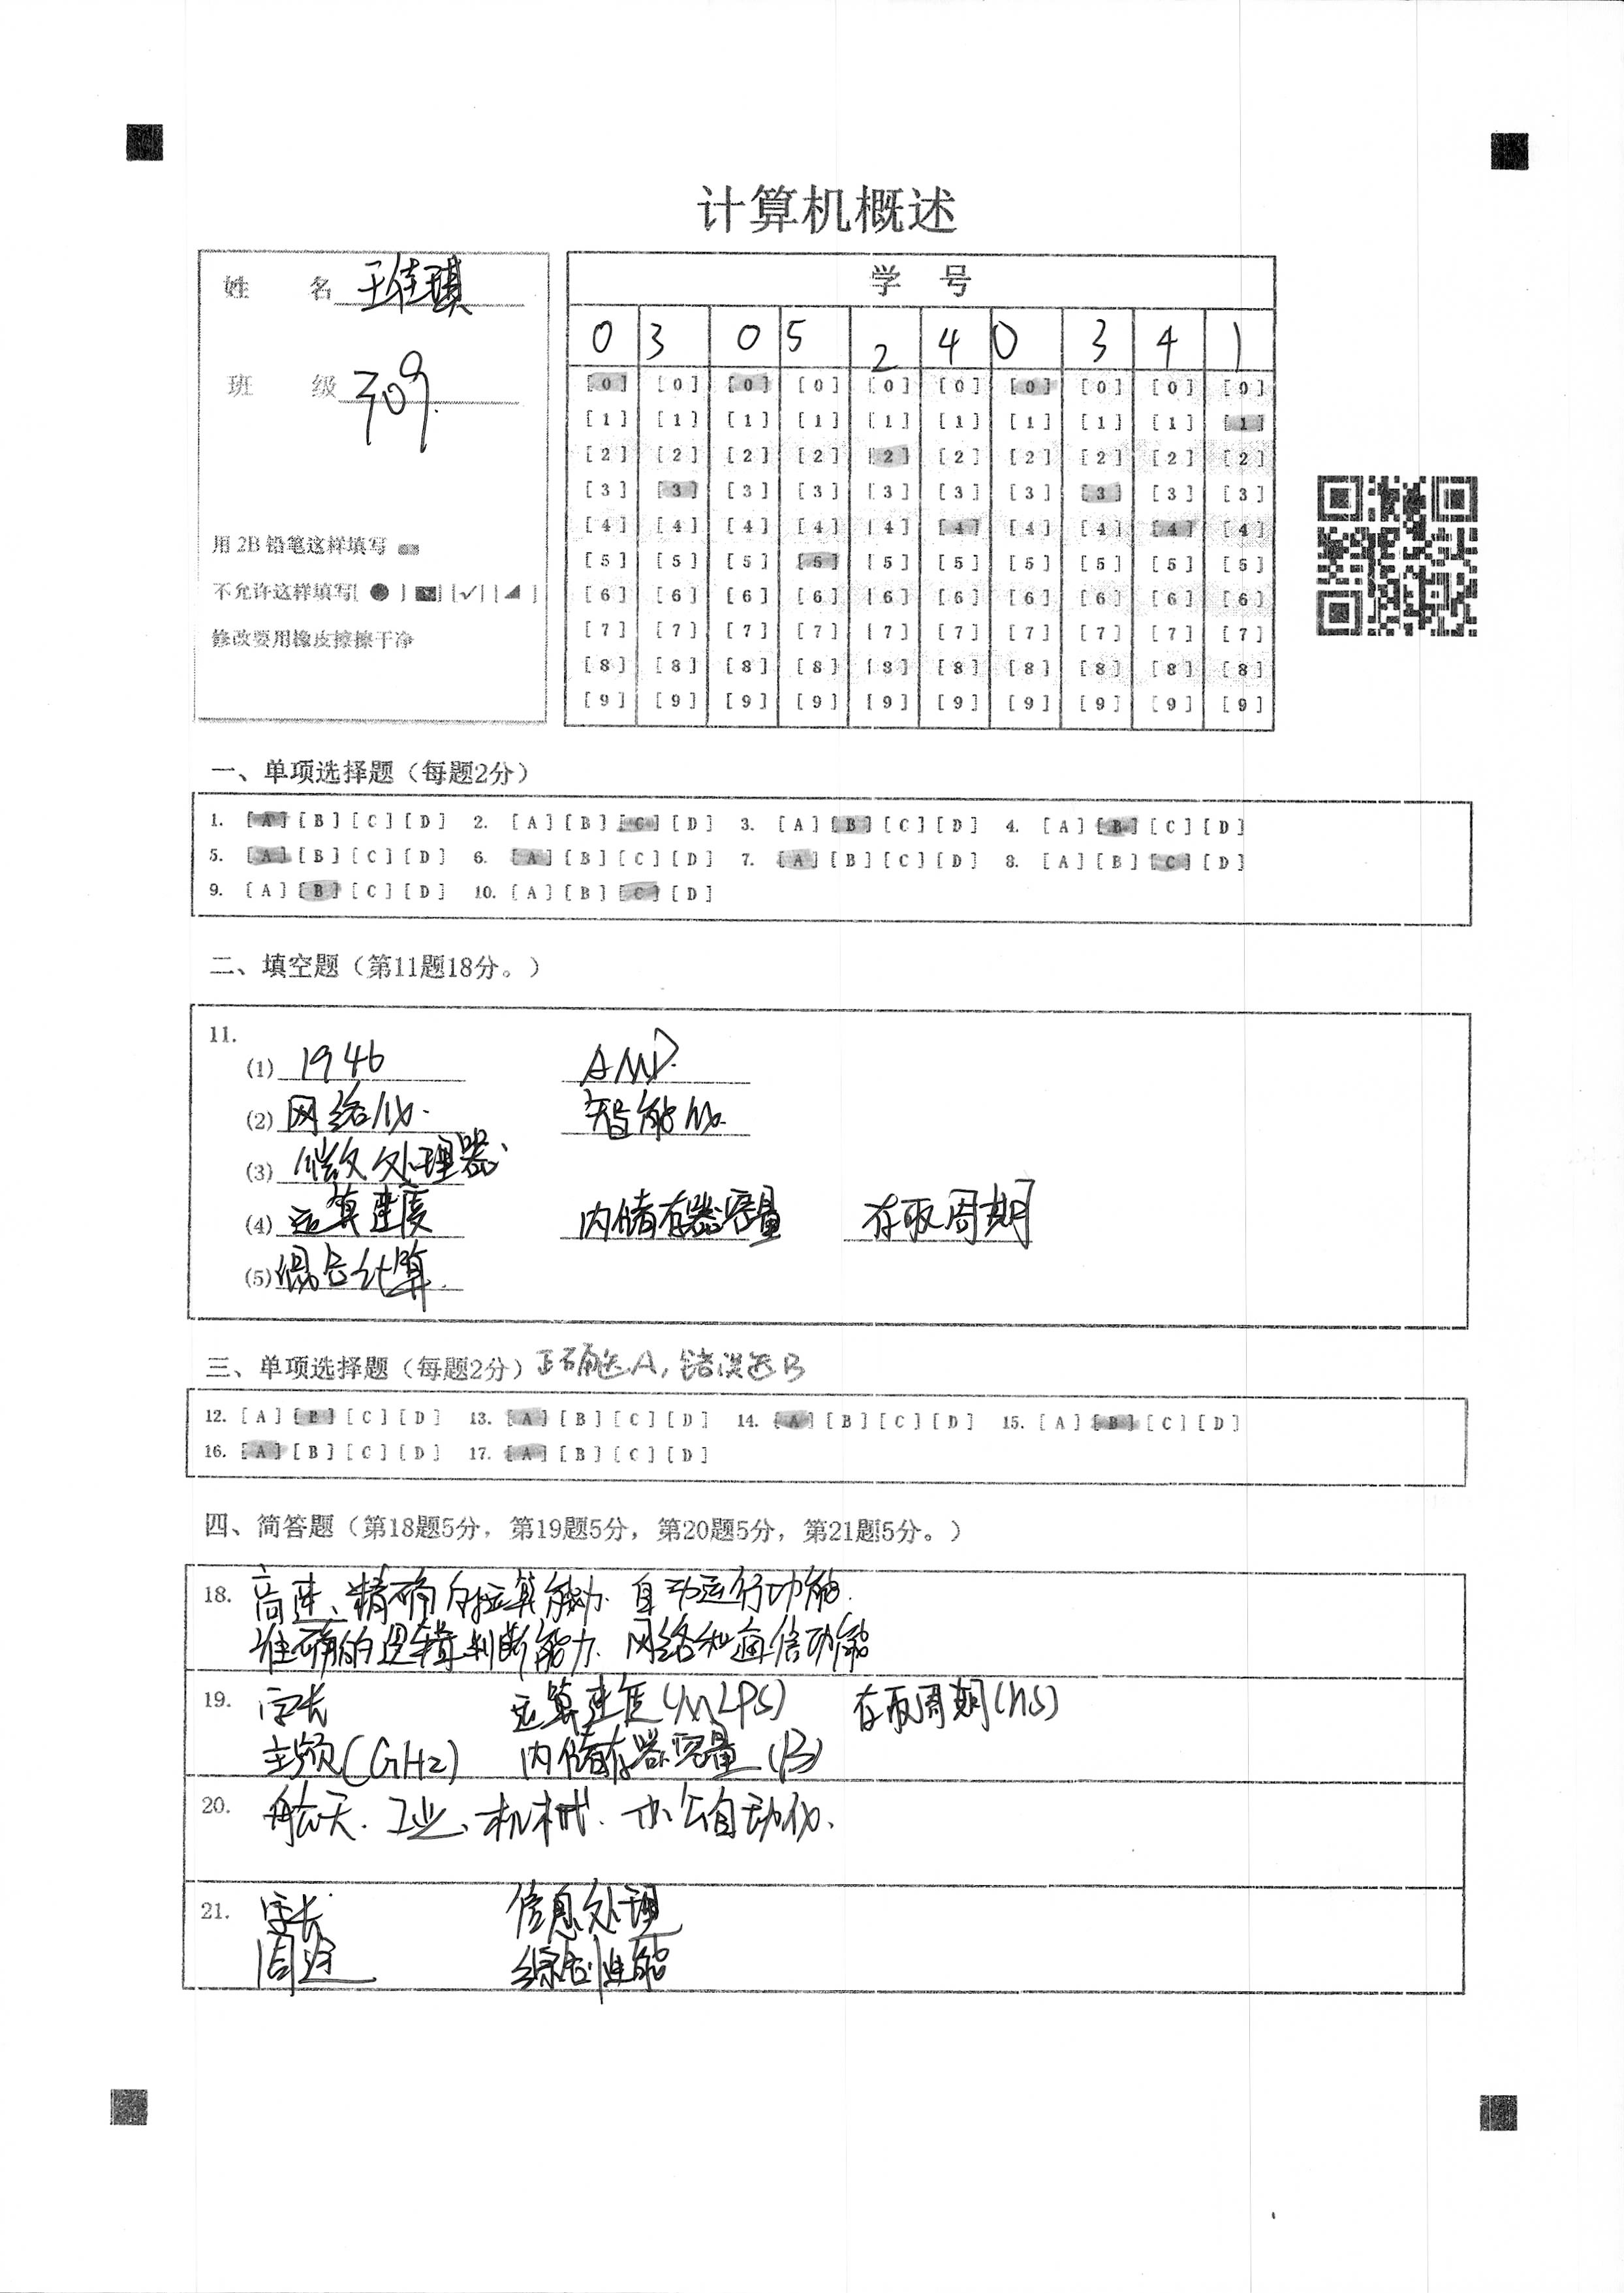 计算机概述
姓 名 王佳琪
班 级 309
用 2B 铅笔这样填写
不允许这样填写[ ● ] [✓] [◢ ]
修改要用橡皮擦擦干净
学 号
0 3 0 5 2 4 0 3 4 1
[0] [0] [0] [0] [0] [0] [0] [0] [0] [0]
[1] [1] [1] [1] [1] [1] [1] [1] [1] [1]
[2] [2] [2] [2] [2] [2] [2] [2] [2] [2]
[3] [3] [3] [3] [3] [3] [3] [3] [3] [3]
[4] [4] [4] [4] [4] [4] [4] [4] [4] [4]
[5] [5] [5] [5] [5] [5] [5] [5] [5] [5]
[6] [6] [6] [6] [6] [6] [6] [6] [6] [6]
[7] [7] [7] [7] [7] [7] [7] [7] [7] [7]
[8] [8] [8] [8] [8] [8] [8] [8] [8] [8]
[9] [9] [9] [9] [9] [9] [9] [9] [9] [9]
一、单项选择题（每题2分）
1. [A] [B] [C] [D] 2. [A] [B] [C] [D] 3. [A] [B] [C] [D] 4. [A] [B] [C] [D]
5. [A] [B] [C] [D] 6. [A] [B] [C] [D] 7. [A] [B] [C] [D] 8. [A] [B] [C] [D]
9. [A] [B] [C] [D] 10. [A] [B] [C] [D]
二、填空题（第11题18分。）
11.
(1) 1946 AMD.
(2) 网络化. 智能化.
(3) 微处理器.
(4) 运算速度 内储存器容量 存取周期
(5) 计算.
三、单项选择题（每题2分）正确选A, 错误选B
12. [A] [B] [C] [D] 13. [A] [B] [C] [D] 14. [A] [B] [C] [D] 15. [A] [B] [C] [D]
16. [A] [B] [C] [D] 17. [A] [B] [C] [D]
四、简答题（第18题5分，第19题5分，第20题5分，第21题5分。）
18. 高速、精确的运算能力. 自动运行功能.
准确的逻辑判断能力. 网络和通信功能
19. 字长 运算速度(MLPS) 存取周期(ns)
主频(GHz) 内储存器容量(B)
20. 航天. 工业、机械. 办公自动化.
21. 字长 信息处理
用途 综合性能